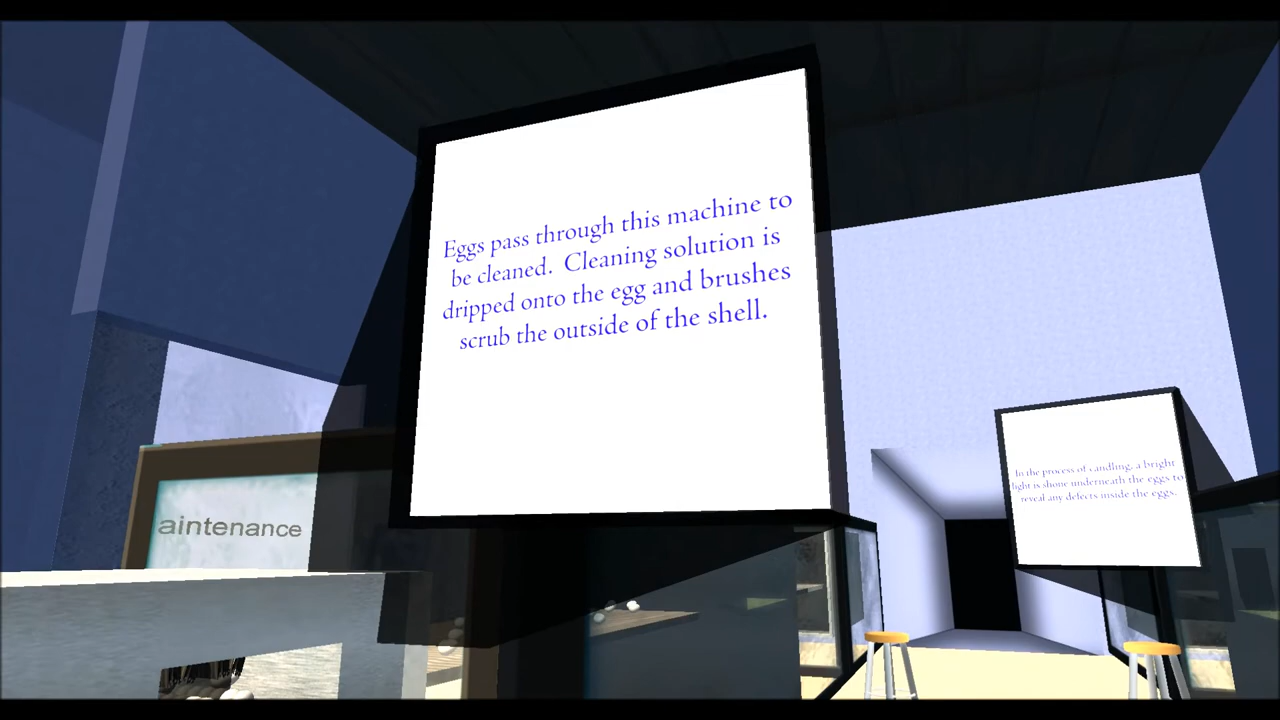 Eggs pass through this machine to
be cleaned.  Cleaning solution is
dripped onto the egg and brushes
scrub the outside of the shell.
aintenance
In the process of candling, a bright
light is shone underneath the eggs to
reveal any defects inside the eggs.